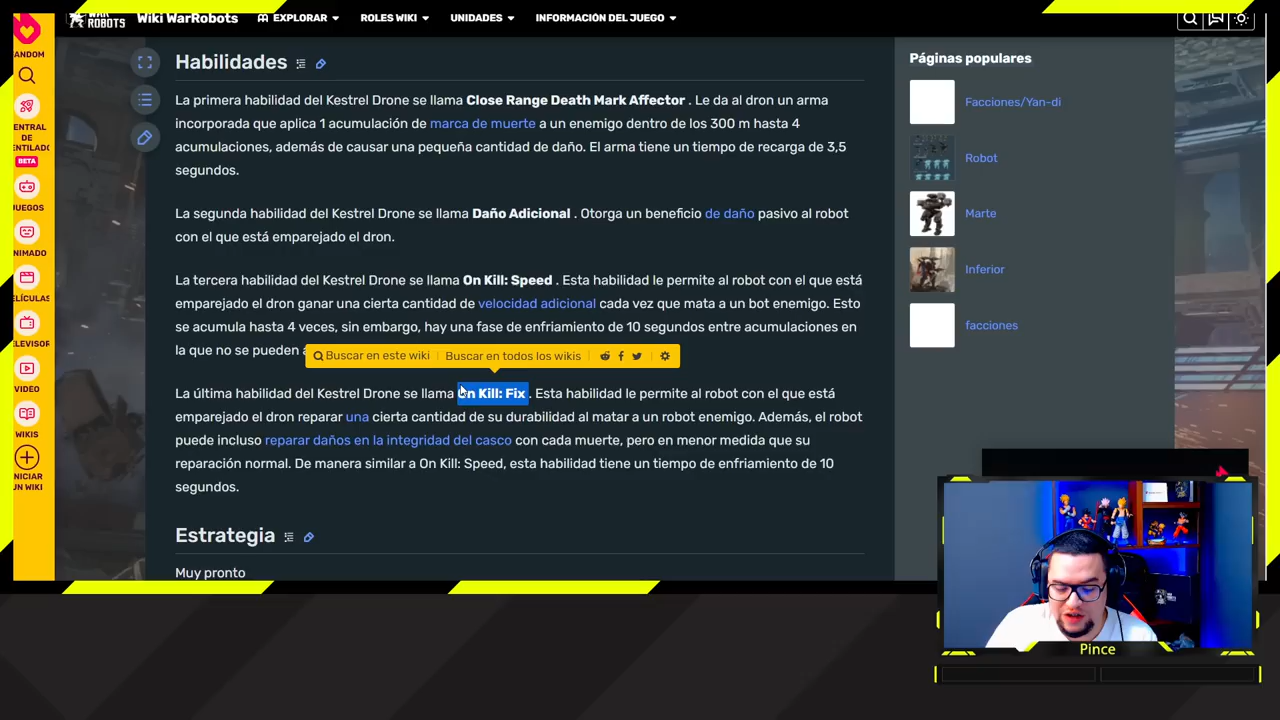 WAR
ROBOTS
Wiki WarRobots
EXPLORAR
ROLES WIKI
UNIDADES
INFORMACIÓN DEL JUEGO
ANDOM
ENTRAL
DE
ENTILADO
BETA
JUEGOS
NIMADO
ELÍCULAS
TELEVISOR
VIDEO
WIKIS
INICIAR
UN WIKI
Habilidades
La primera habilidad del Kestrel Drone se llama Close Range Death Mark Affector . Le da al dron un arma
incorporada que aplica 1 acumulación de marca de muerte a un enemigo dentro de los 300 m hasta 4
acumulaciones, además de causar una pequeña cantidad de daño. El arma tiene un tiempo de recarga de 3,5
segundos.
La segunda habilidad del Kestrel Drone se llama Daño Adicional . Otorga un beneficio de daño pasivo al robot
con el que está emparejado el dron.
La tercera habilidad del Kestrel Drone se llama On Kill: Speed . Esta habilidad le permite al robot con el que está
emparejado el dron ganar una cierta cantidad de velocidad adicional cada vez que mata a un bot enemigo. Esto
se acumula hasta 4 veces, sin embargo, hay una fase de enfriamiento de 10 segundos entre acumulaciones en
la que no se pueden a
Buscar en este wiki
Buscar en todos los wikis
La última habilidad del Kestrel Drone se llama On Kill: Fix . Esta habilidad le permite al robot con el que está
emparejado el dron reparar una cierta cantidad de su durabilidad al matar a un robot enemigo. Además, el robot
puede incluso reparar daños en la integridad del casco con cada muerte, pero en menor medida que su
reparación normal. De manera similar a On Kill: Speed, esta habilidad tiene un tiempo de enfriamiento de 10
segundos.
Estrategia
Muy pronto
Páginas populares
Facciones/Yan-di
Robot
Marte
Inferior
facciones
Pince